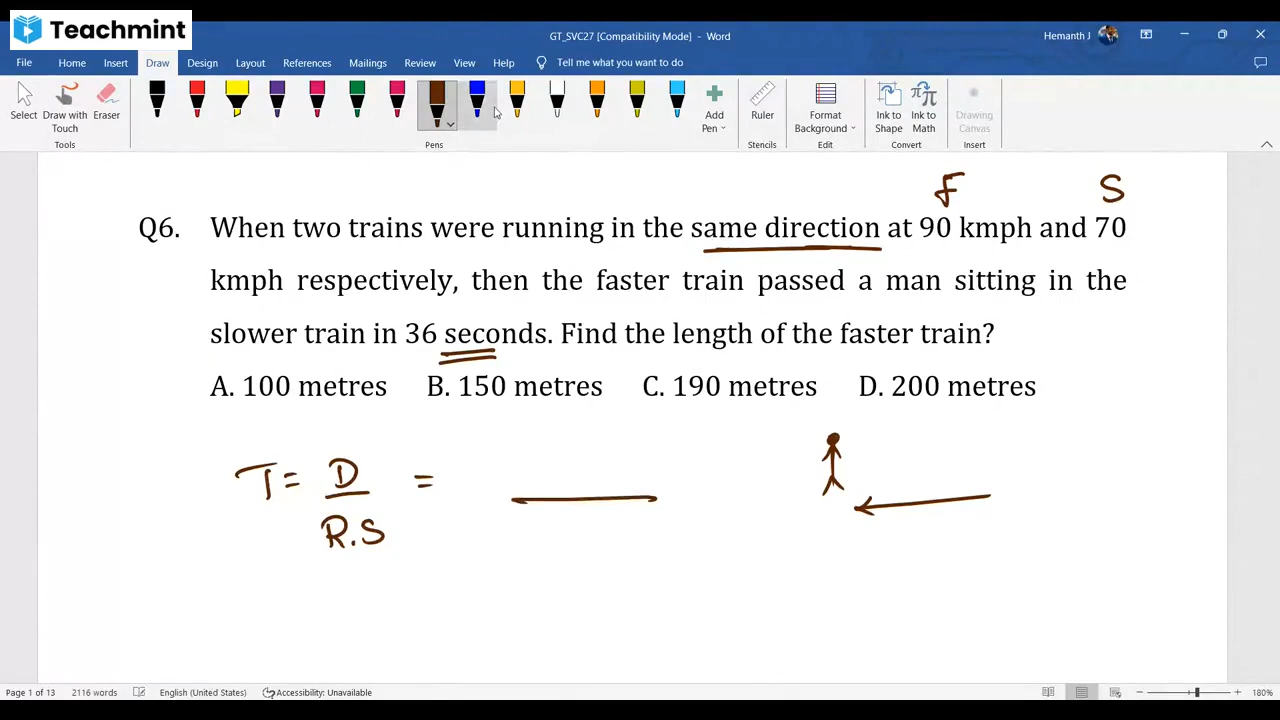 Teachmint
GT_SVC27 [Compatibility Mode] - Word
Hemanth J
File Home Insert Draw Design Layout References Mailings Review View Help Tell me what you want to do
Select
Draw with Touch
Eraser
Add Pen
Ruler
Format Background
Ink to Shape
Ink to Math
Drawing Canvas
Tools Pens Stencils Edit Convert Insert
F S
Q6. When two trains were running in the same direction at 90 kmph and 70
kmph respectively, then the faster train passed a man sitting in the
slower train in 36 seconds. Find the length of the faster train?
A. 100 metres B. 150 metres C. 190 metres D. 200 metres
T = D =
R.S
Page 1 of 13 2116 words English (United States) Accessibility: Unavailable 180%